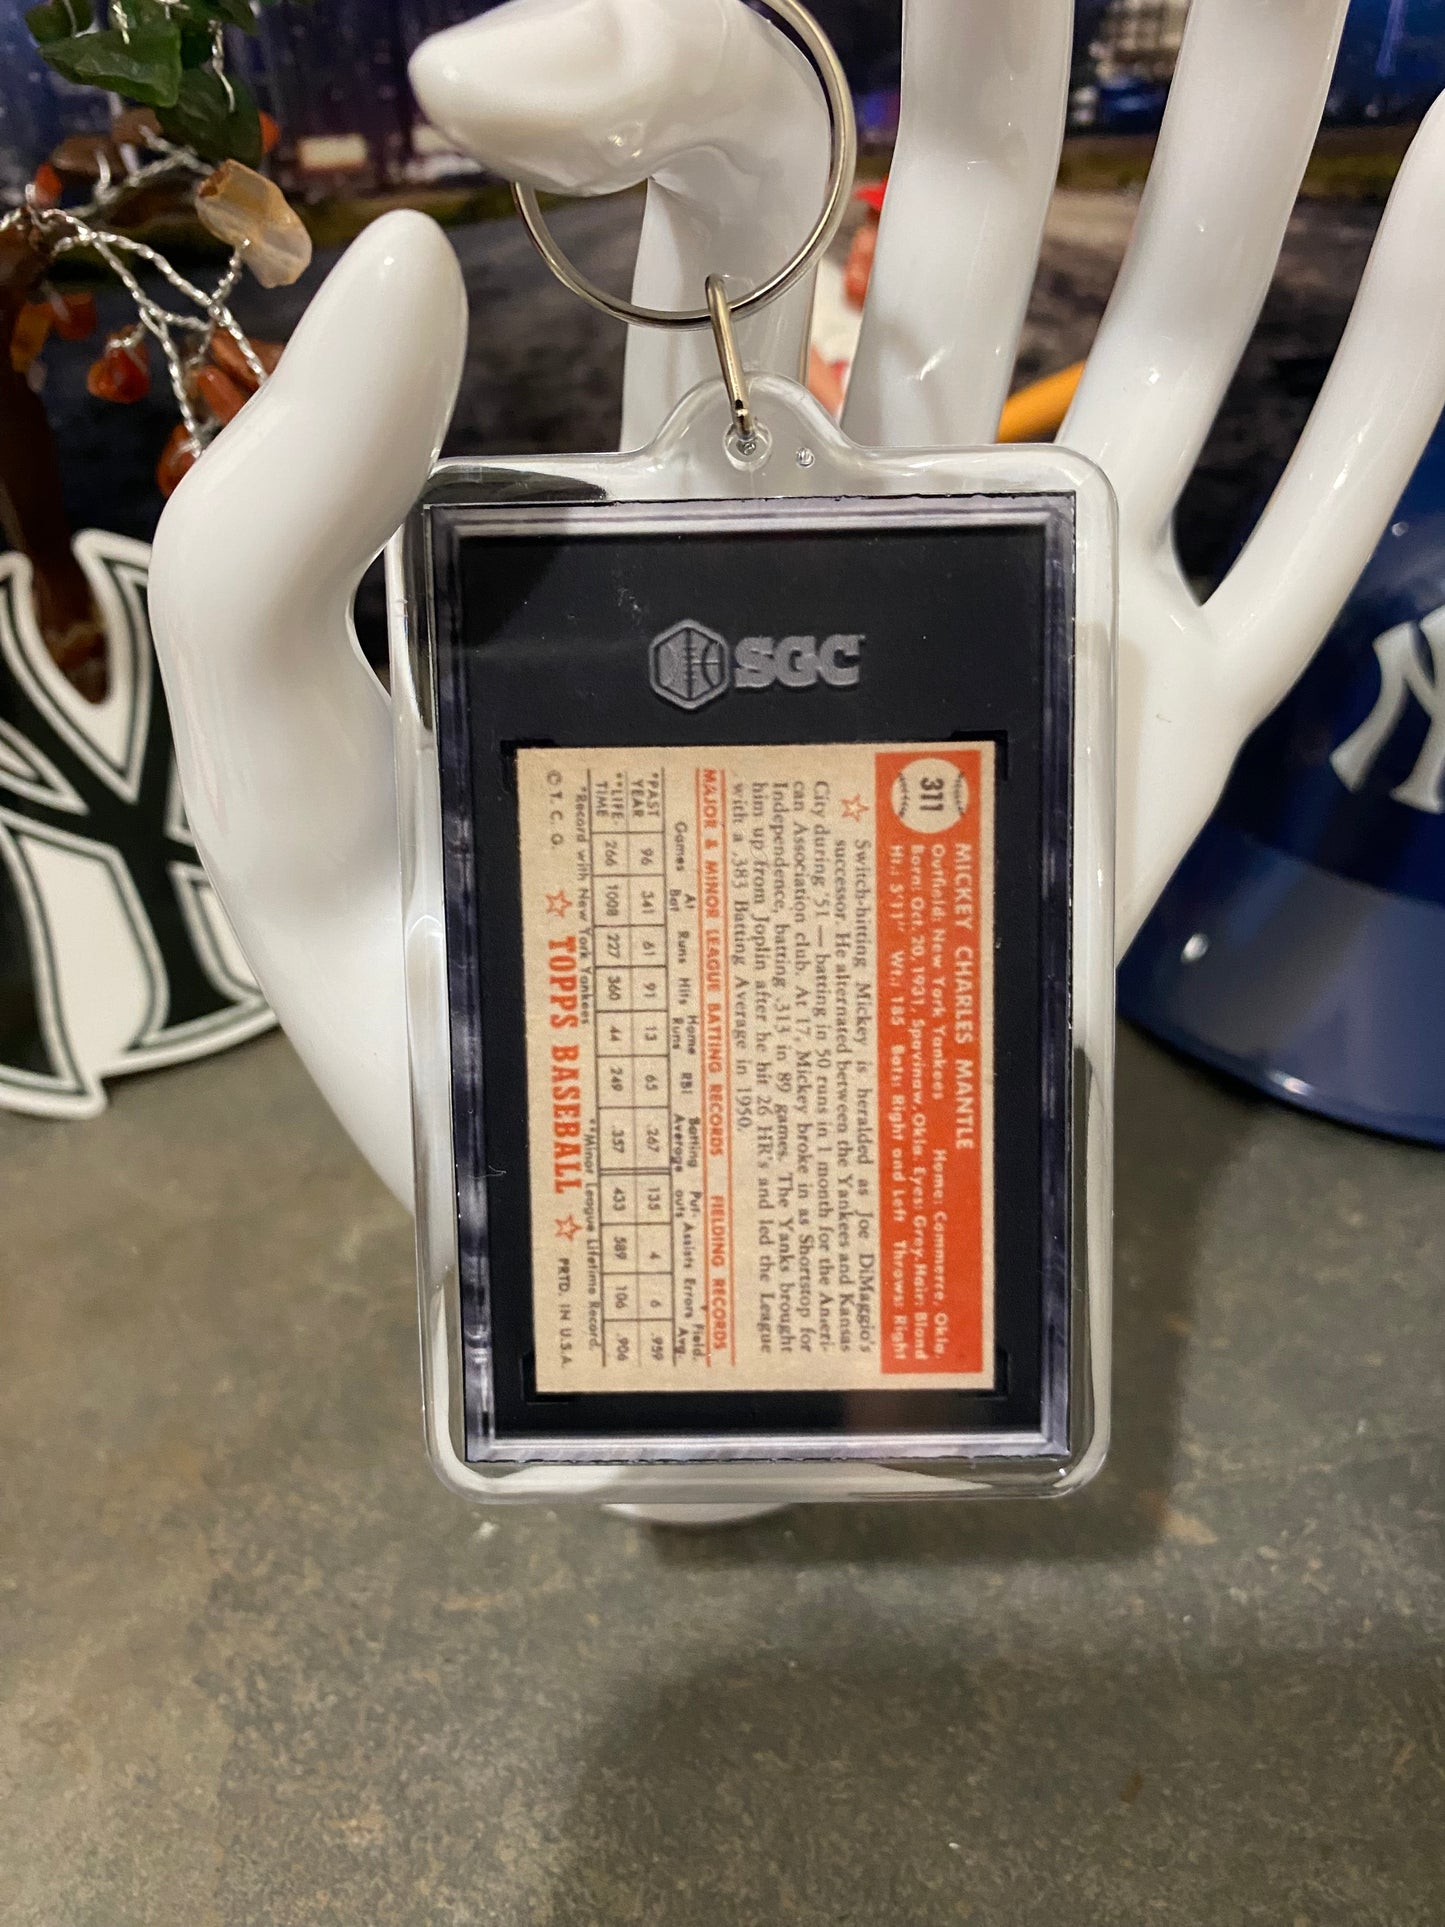 SGC
311
MICKEY CHARLES MANTLE
Outfield: New York Yankees Home: Commerce, Okla.
Born: Oct. 20, 1931, Spavinaw, Okla. Eyes: Grey Hair: Blond
Ht.: 5'11" Wt.: 185 Bats: Right and Left Throws: Right
Switch-hitting Mickey is heralded as Joe DiMaggio's
successor. He alternated between the Yankees and Kansas
City during '51 — batting in 50 runs in 1 month for the Ameri-
can Association club. At 17, Mickey broke in as Shortstop for
Independence, batting .313 in 89 games. The Yanks brought
him up from Joplin after he hit 26 HR's and led the League
with a .383 Batting Average in 1950.
MAJOR & MINOR LEAGUE BATTING RECORDS FIELDING RECORDS
Games At Bat Runs Hits Home Runs RBI Batting Average Put-outs Assists Errors Field. Avg.
*PAST YEAR 96 341 61 91 13 65 .267 135 4 6 .959
**LIFE-TIME 266 1008 227 360 44 249 .357 433 589 106 .906
*Record with New York Yankees **Minor League Lifetime Record.
© T. C. G. TOPPS BASEBALL PRTD. IN U.S.A.
NY